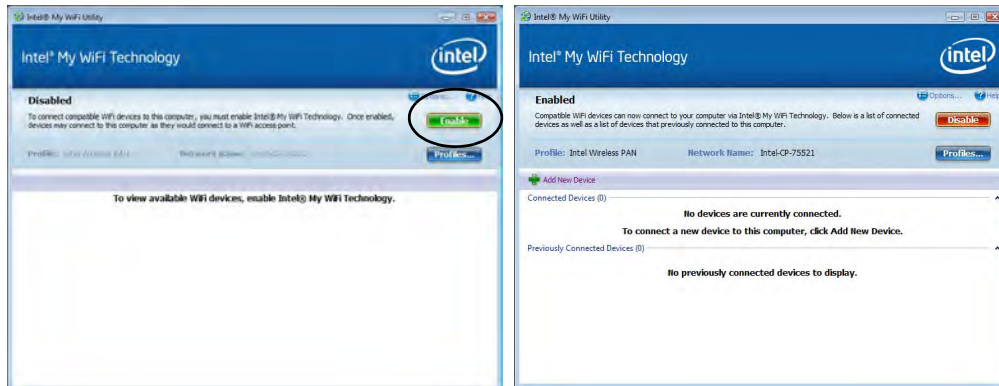 Intel® My WiFi Utility
Intel® My WiFi Technology
intel
Disabled
To connect compatible WiFi devices to this computer, you must enable Intel® My WiFi Technology. Once enabled,
devices may connect to this computer as they would connect to a WiFi access point.
Enable
Profile:
Network Name:
Profiles...
To view available WiFi devices, enable Intel® My WiFi Technology.
Intel® My WiFi Utility
Intel® My WiFi Technology
intel
Enabled
Options...
Help
Compatible WiFi devices can now connect to your computer via Intel® My WiFi Technology. Below is a list of connected
devices as well as a list of devices that previously connected to this computer.
Disable
Profile: Intel Wireless PAN
Network Name: Intel-CP-75521
Profiles...
Add New Device
Connected Devices (0)
No devices are currently connected.
To connect a new device to this computer, click Add New Device.
Previously Connected Devices (0)
No previously connected devices to display.